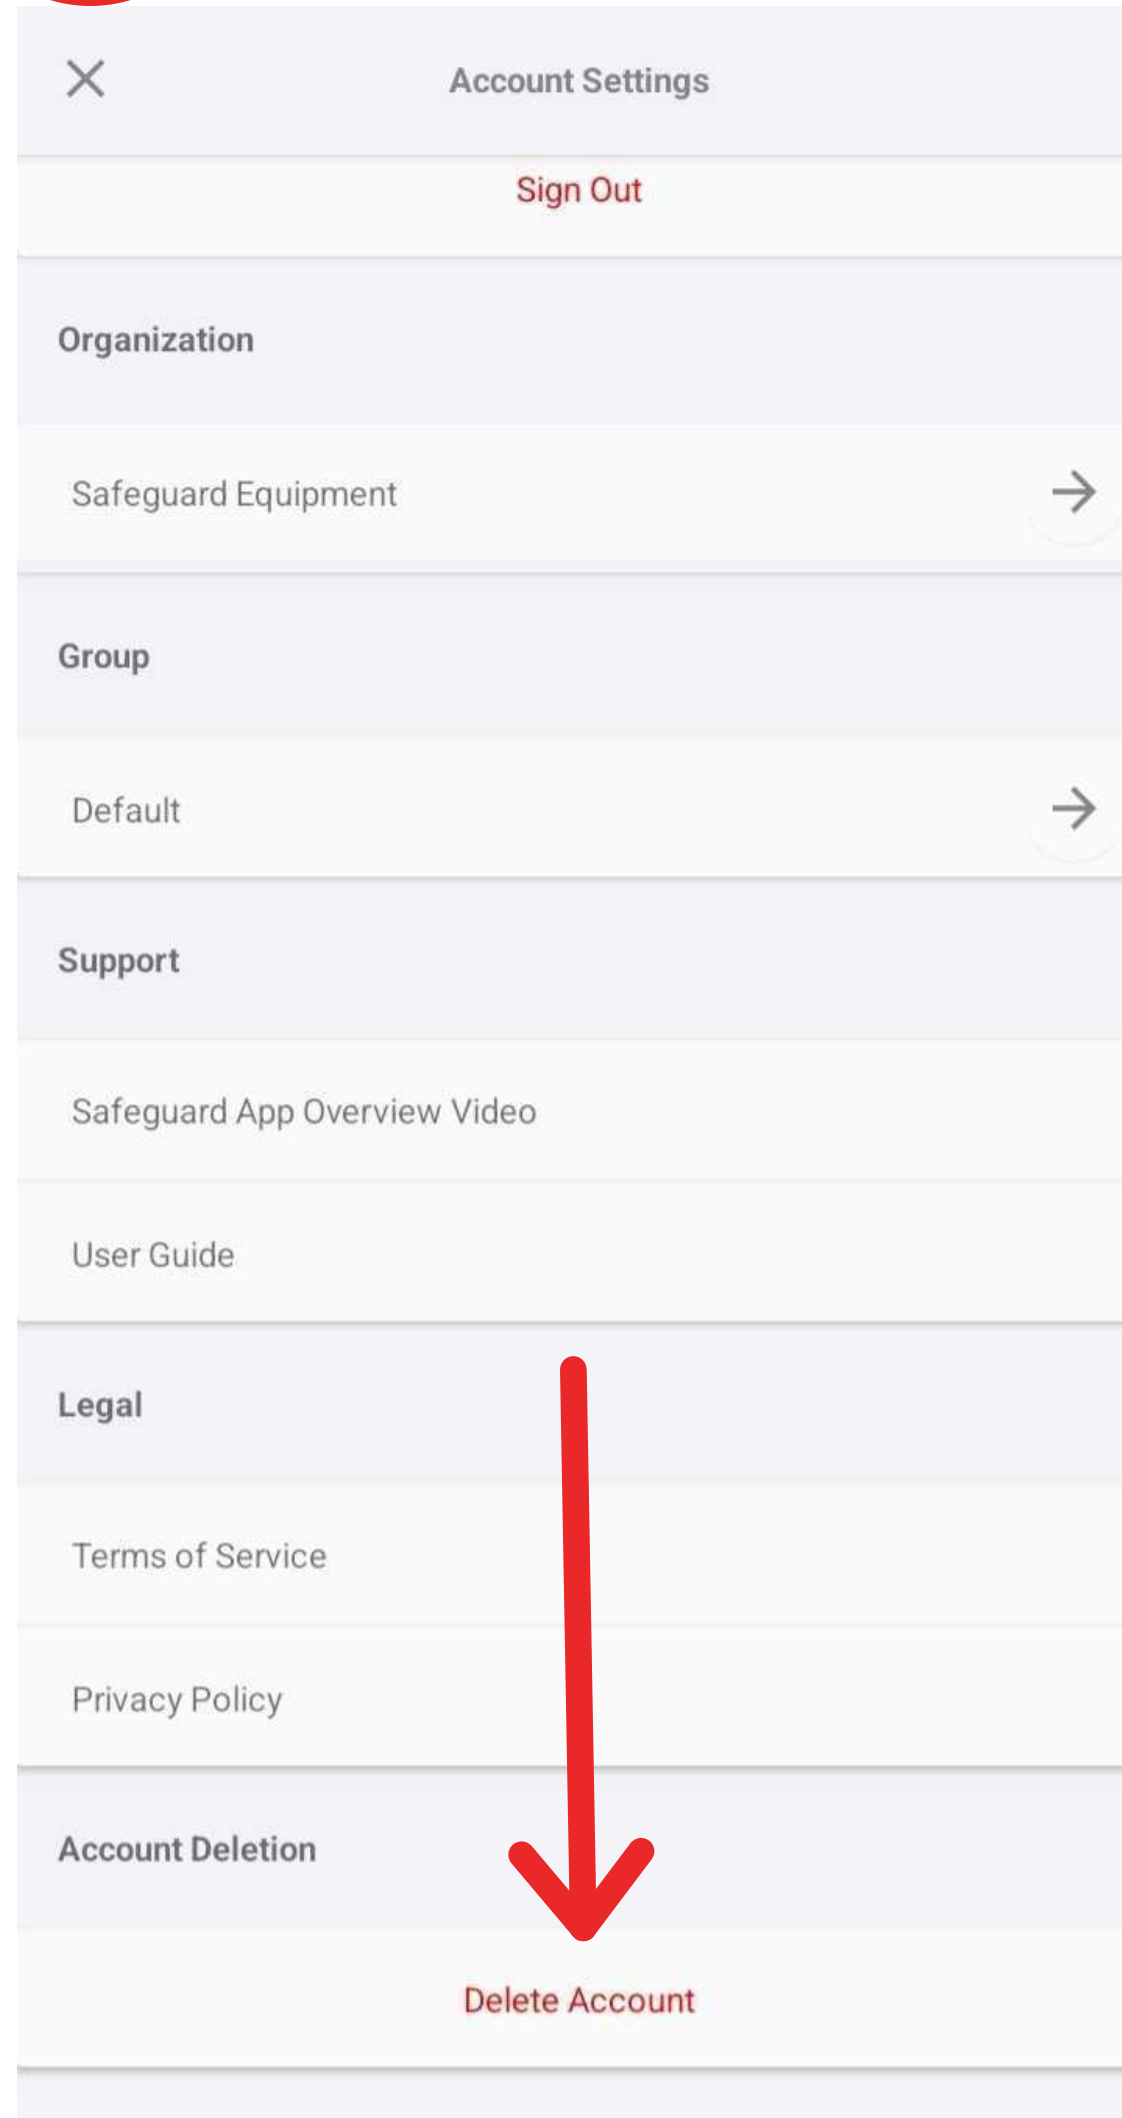 Account Settings
Sign Out
Organization
Safeguard Equipment
Group
Default
Support
Safeguard App Overview Video
User Guide
Legal
Terms of Service
Privacy Policy
Account Deletion
Delete Account